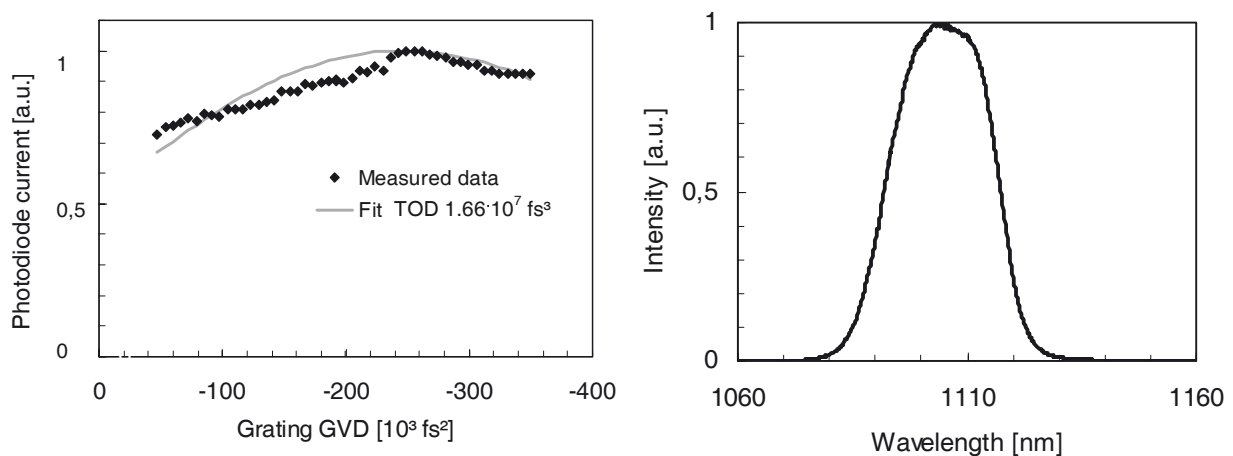 Photodiode current [a.u.]
1
0,5
0
Measured data
Fit TOD 1.66·10⁷ fs³
0 -100 -200 -300 -400
Grating GVD [10³ fs²]
Intensity [a.u.]
1
0,5
0
1060 1110 1160
Wavelength [nm]